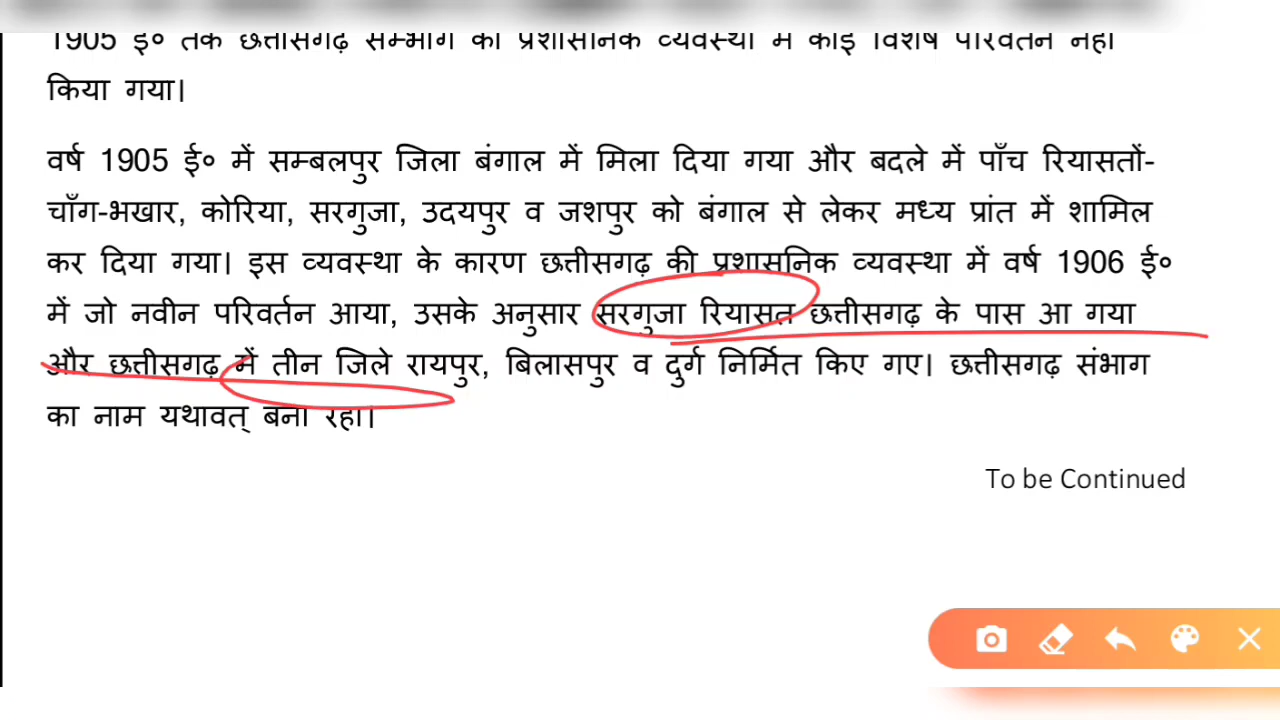 1905 ई० तक छत्तीसगढ़ सम्भाग की प्रशासनिक व्यवस्था में कोई विशेष परिवर्तन नहीं
किया गया।
वर्ष 1905 ई० में सम्बलपुर जिला बंगाल में मिला दिया गया और बदले में पाँच रियासतों-
चाँग-भखार, कोरिया, सरगुजा, उदयपुर व जशपुर को बंगाल से लेकर मध्य प्रांत में शामिल
कर दिया गया। इस व्यवस्था के कारण छत्तीसगढ़ की प्रशासनिक व्यवस्था में वर्ष 1906 ई०
में जो नवीन परिवर्तन आया, उसके अनुसार सरगुजा रियासत छत्तीसगढ़ के पास आ गया
और छत्तीसगढ़ में तीन जिले रायपुर, बिलासपुर व दुर्ग निर्मित किए गए। छत्तीसगढ़ संभाग
का नाम यथावत् बना रहा।
To be Continued